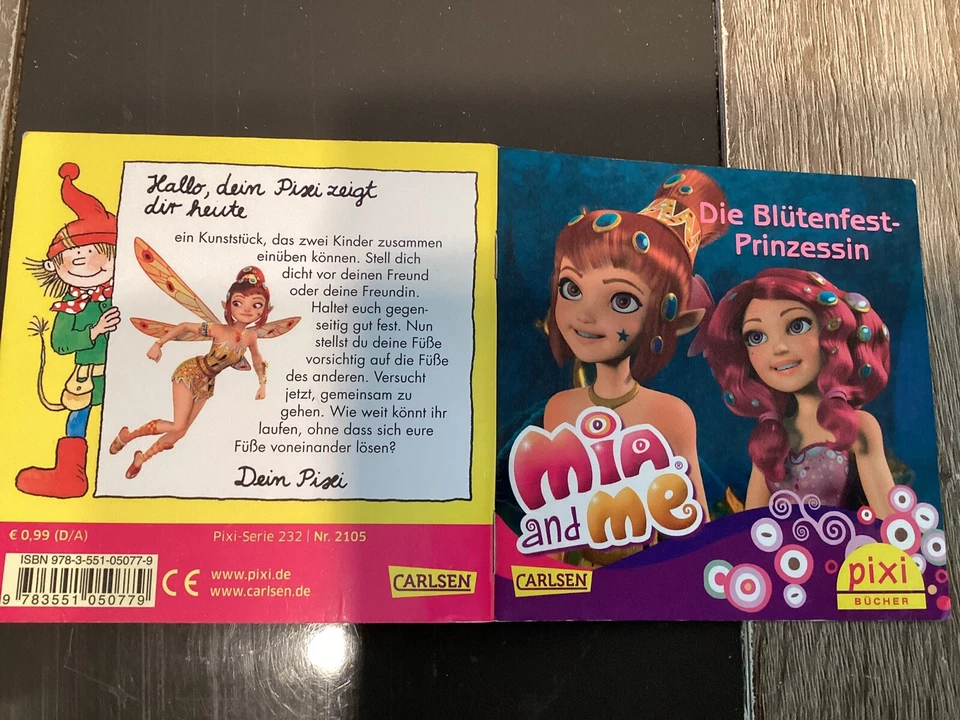 Hallo, dein Pixi zeigt
dir heute
ein Kunststück, das zwei Kinder zusammen
einüben können. Stell dich
dicht vor deinen Freund
oder deine Freundin.
Haltet euch gegen-
seitig gut fest. Nun
stellst du deine Füße
vorsichtig auf die Füße
des anderen. Versucht
jetzt, gemeinsam zu
gehen. Wie weit könnt ihr
laufen, ohne dass sich eure
Füße voneinander lösen?
Dein Pixi
€ 0,99 (D/A)
Pixi-Serie 232 | Nr. 2105
ISBN 978-3-551-05077-9
9 783551 050779
CE
www.pixi.de
www.carlsen.de
CARLSEN
Die Blütenfest-
Prinzessin
mia
and me
®
CARLSEN
pixi
BÜCHER